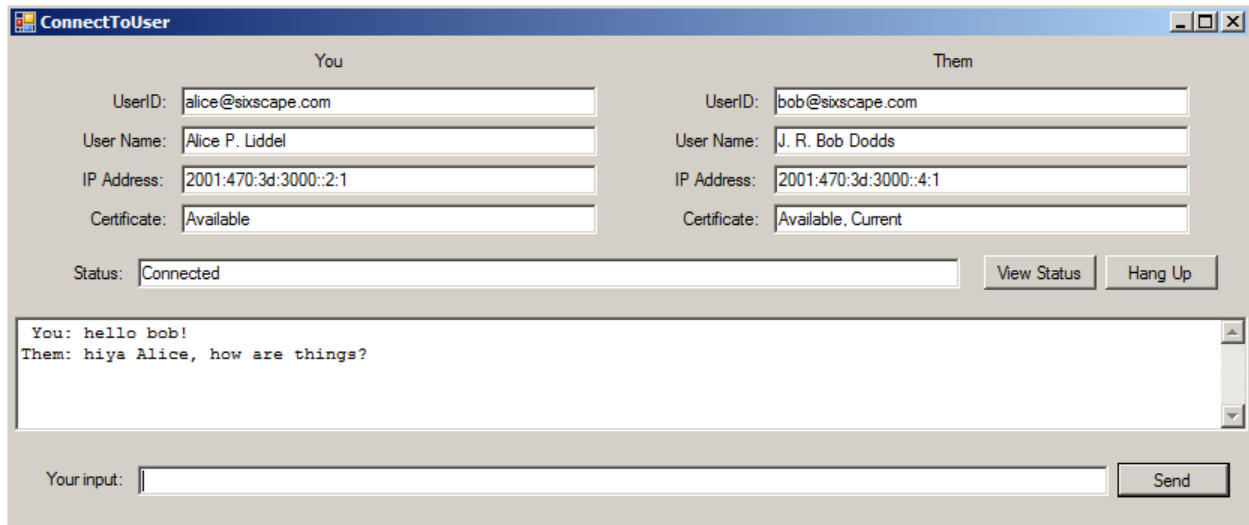 ConnectToUser
You Them
UserID: alice@sixscape.com UserID: bob@sixscape.com
User Name: Alice P. Liddel User Name: J. R. Bob Dodds
IP Address: 2001:470:3d:3000::2:1 IP Address: 2001:470:3d:3000::4:1
Certificate: Available Certificate: Available, Current
Status: Connected View Status Hang Up
You: hello bob!
Them: hiya Alice, how are things?
Your input: Send